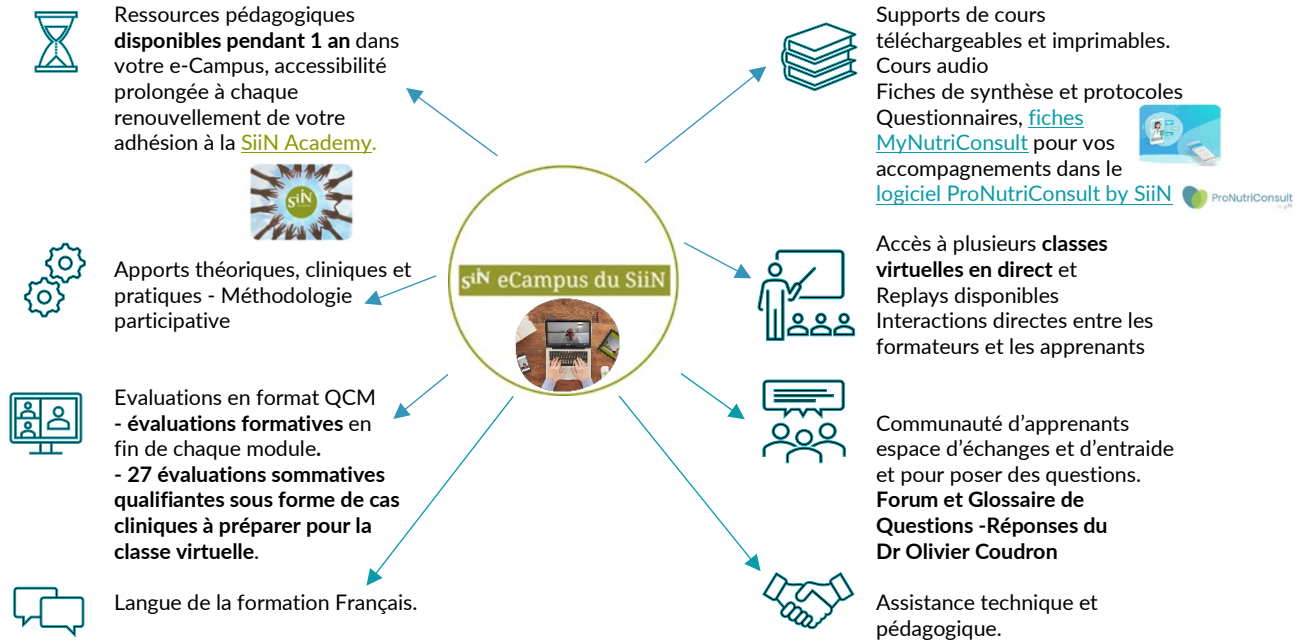 Ressources pédagogiques
disponibles pendant 1 an dans
votre e-Campus, accessibilité
prolongée à chaque
renouvellement de votre
adhésion à la SiiN Academy.
SiiN
Apports théoriques, cliniques et
pratiques - Méthodologie
participative
Evaluations en format QCM
- évaluations formatives en
fin de chaque module.
- 27 évaluations sommatives
qualifiantes sous forme de cas
cliniques à préparer pour la
classe virtuelle.
Langue de la formation Français.
SiiN eCampus du SiiN
Supports de cours
téléchargeables et imprimables.
Cours audio
Fiches de synthèse et protocoles
Questionnaires, fiches
MyNutriConsult pour vos
accompagnements dans le
logiciel ProNutriConsult by SiiN
ProNutriConsult
by SiiN
Accès à plusieurs classes
virtuelles en direct et
Replays disponibles
Interactions directes entre les
formateurs et les apprenants
Communauté d’apprenants
espace d’échanges et d’entraide
et pour poser des questions.
Forum et Glossaire de
Questions -Réponses du
Dr Olivier Coudron
Assistance technique et
pédagogique.